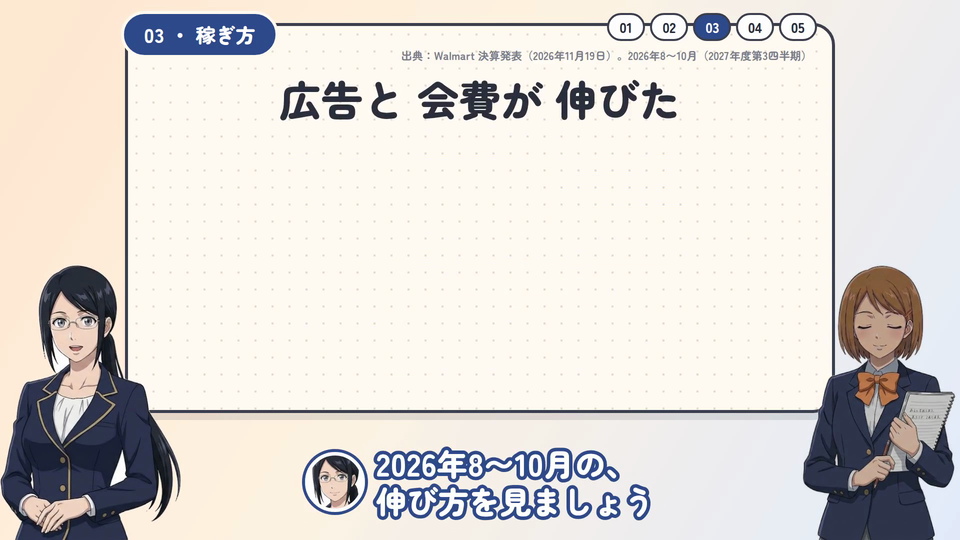 03 ・ 稼ぎ方
01 02 03 04 05
出典：Walmart 決算発表（2026年11月19日）。2026年8〜10月（2027年度第3四半期）
広告と 会費が 伸びた
2026年8〜10月の、
伸び方を見ましょう